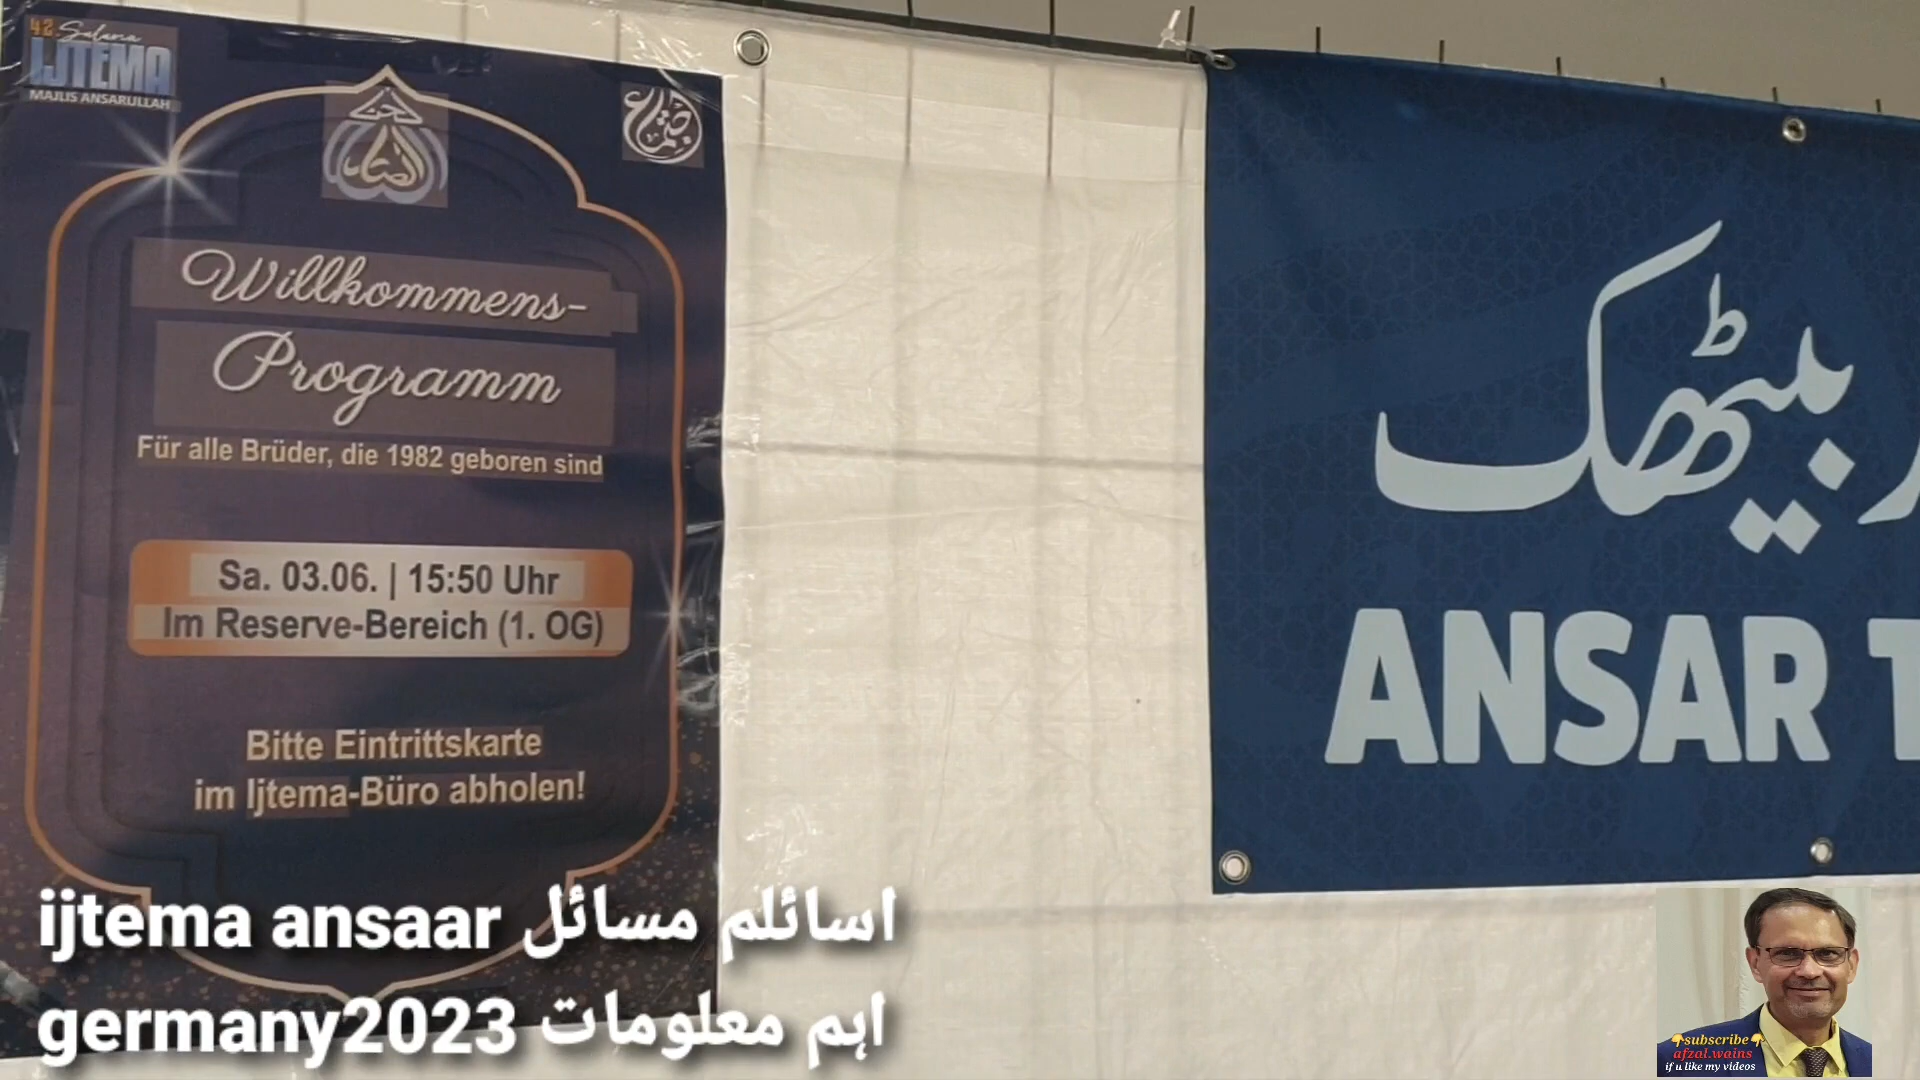 42. Salana
IJTEMA
MAJLIS ANSARULLAH
Willkommens-
Programm
Für alle Brüder, die 1982 geboren sind
Sa. 03.06. | 15:50 Uhr
Im Reserve-Bereich (1. OG)
Bitte Eintrittskarte
im Ijtema-Büro abholen!
بیٹھک
ANSAR
ijtema ansaar اسائلم مسائل
germany2023 اہم معلومات
👇subscribe👇
afzal.wains
if u like my videos